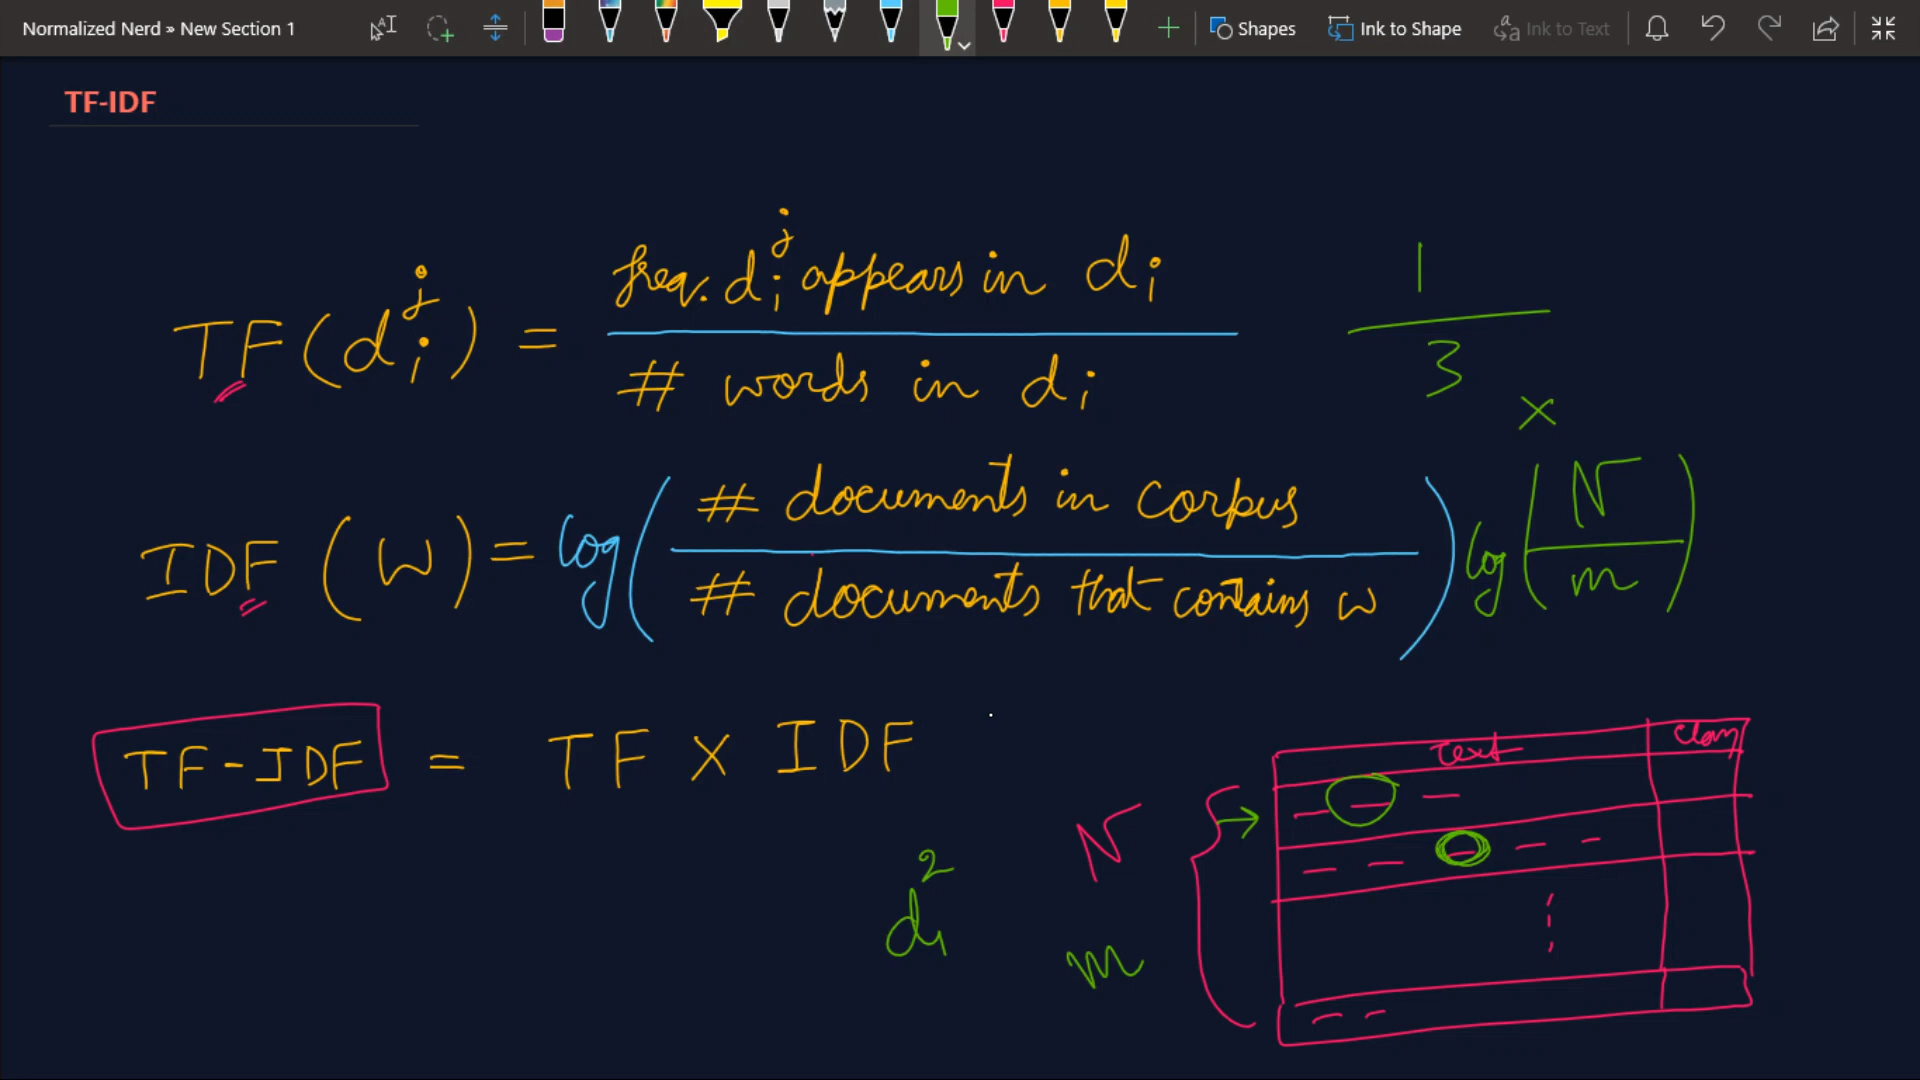 Normalized Nerd » New Section 1
Shapes
Ink to Shape
Ink to Text
TF-IDF
TF(d_i^j) = freq. d_i^j appears in d_i / # words in d_i
1 / 3
×
IDF (w) = log( # documents in corpus / # documents that contains w )
log( N / m )
TF-IDF = TF X IDF
Text
N
d_1^2
m